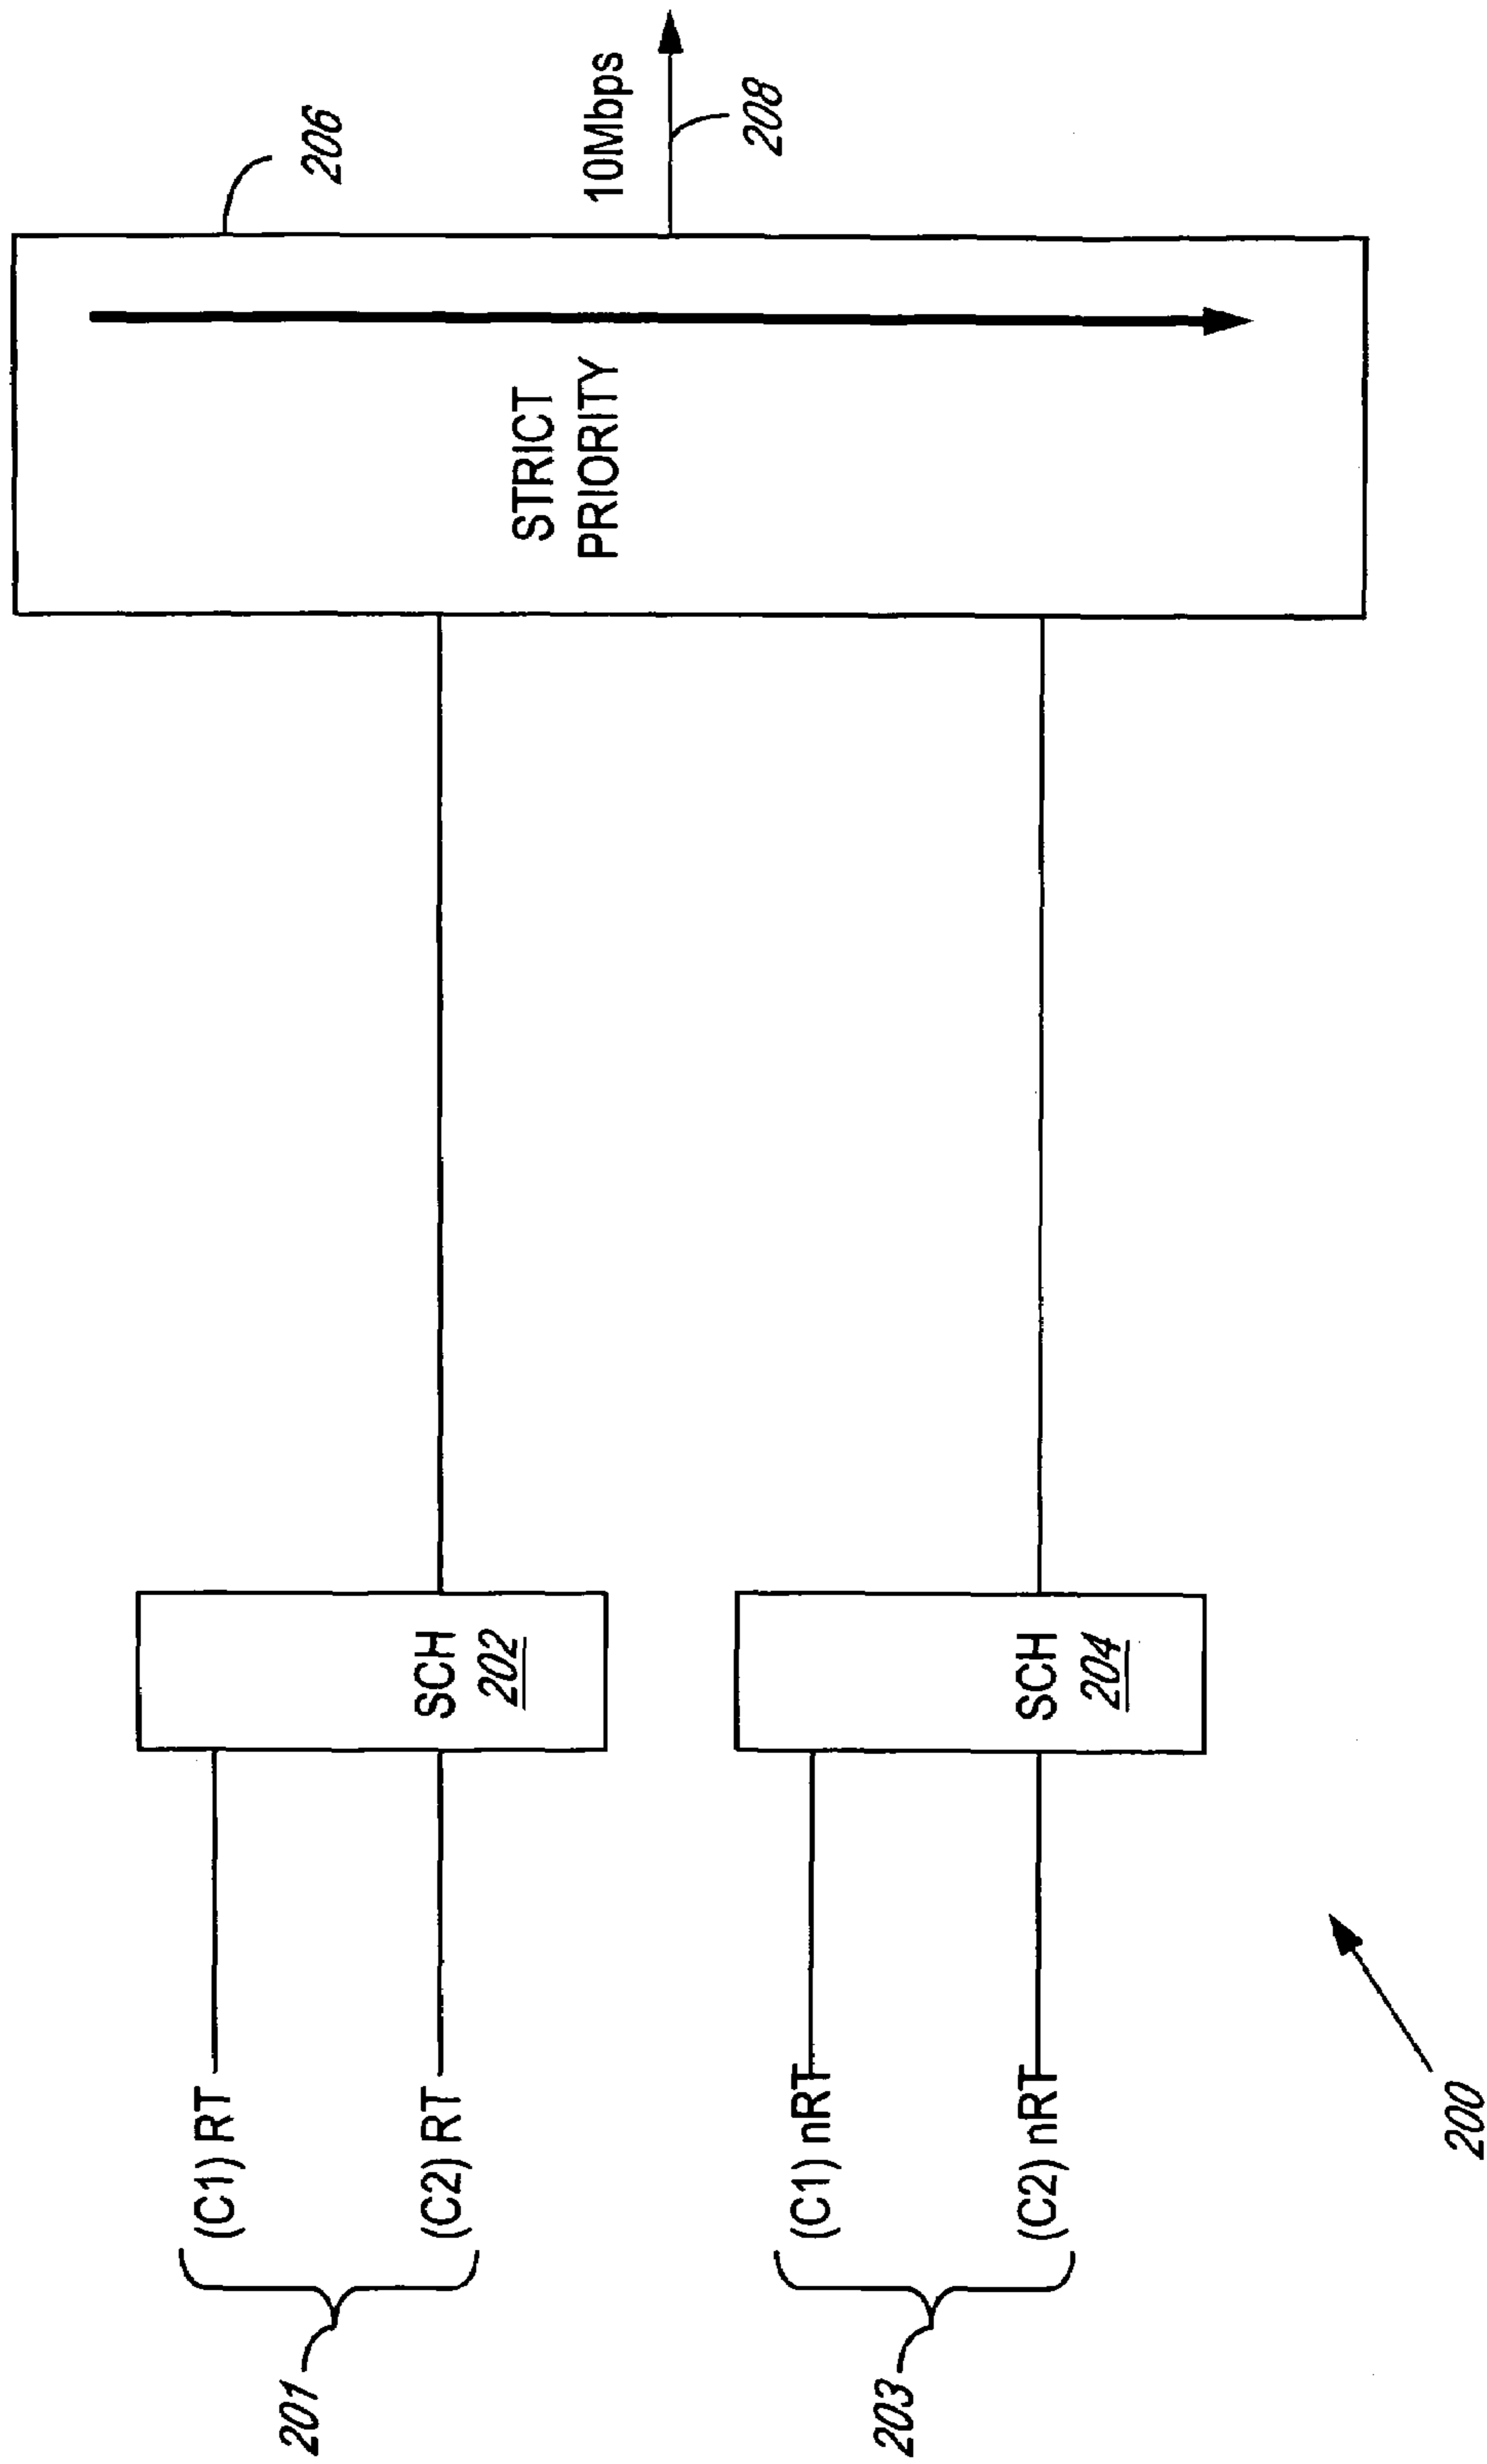 201
(C1) RT
(C2) RT
203
(C1) nRT
(C2) nRT
SCH
202
SCH
204
STRICT
PRIORITY
206
10Mbps
208
200